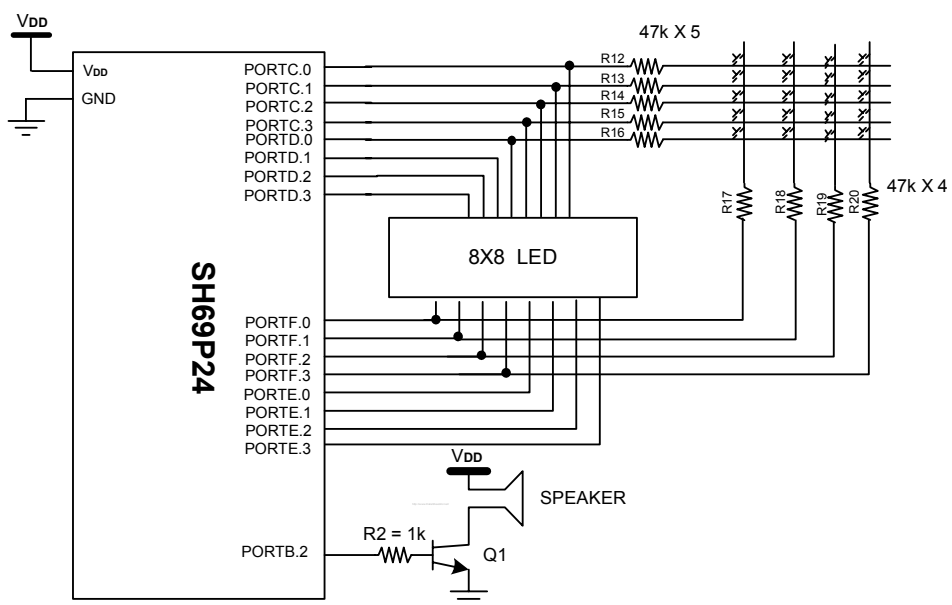 VDD
VDD
GND
SH69P24
PORTC.0
PORTC.1
PORTC.2
PORTC.3
PORTD.0
PORTD.1
PORTD.2
PORTD.3
47k X 5
R12
R13
R14
R15
R16
47k X 4
R17
R18
R19
R20
8X8 LED
PORTF.0
PORTF.1
PORTF.2
PORTF.3
PORTE.0
PORTE.1
PORTE.2
PORTE.3
VDD
SPEAKER
PORTB.2
R2 = 1k
Q1